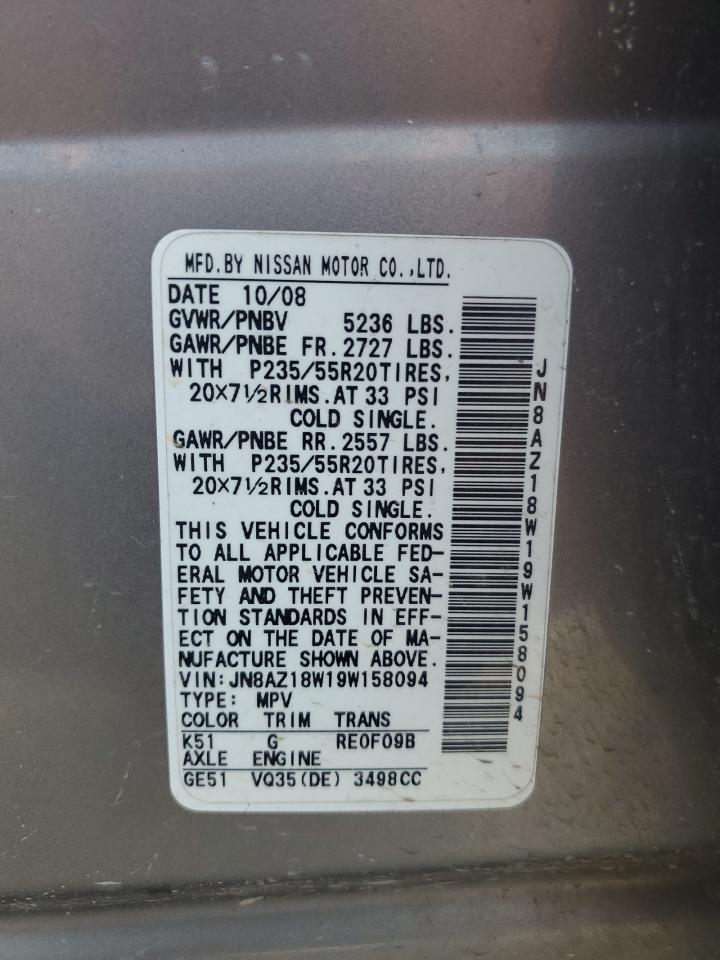 MFD.BY NISSAN MOTOR CO.,LTD.
DATE 10/08
GVWR/PNBV 5236 LBS.
GAWR/PNBE FR.2727 LBS.
WITH P235/55R20TIRES,
20X7½RIMS.AT 33 PSI
COLD SINGLE.
GAWR/PNBE RR.2557 LBS.
WITH P235/55R20TIRES,
20X7½RIMS.AT 33 PSI
COLD SINGLE.
THIS VEHICLE CONFORMS
TO ALL APPLICABLE FED-
ERAL MOTOR VEHICLE SA-
FETY AND THEFT PREVEN-
TION STANDARDS IN EFF-
ECT ON THE DATE OF MA-
NUFACTURE SHOWN ABOVE.
VIN:JN8AZ18W19W158094
TYPE: MPV
COLOR TRIM TRANS
K51 G RE0F09B
AXLE ENGINE
GE51 VQ35(DE) 3498CC
JN8AZ18W19W158094